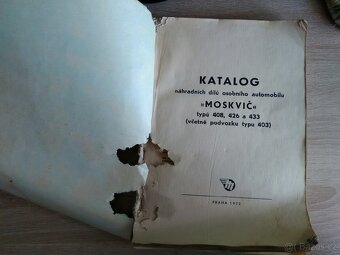 KATALOG
náhradních dílů osobního automobilu
»MOSKVIČ«
typů 408, 426 a 433
(včetně podvozku typu 403)
PRAHA 1972